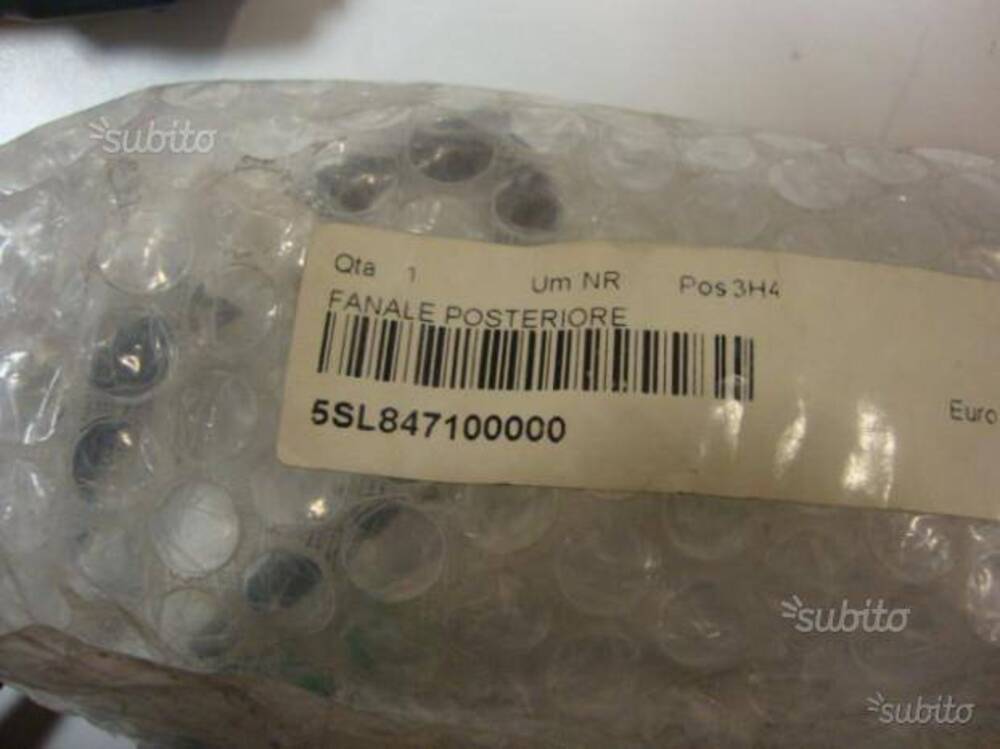 subito
Qta 1 Um NR Pos 3H4
FANALE POSTERIORE
5SL847100000
Euro
subito
subito